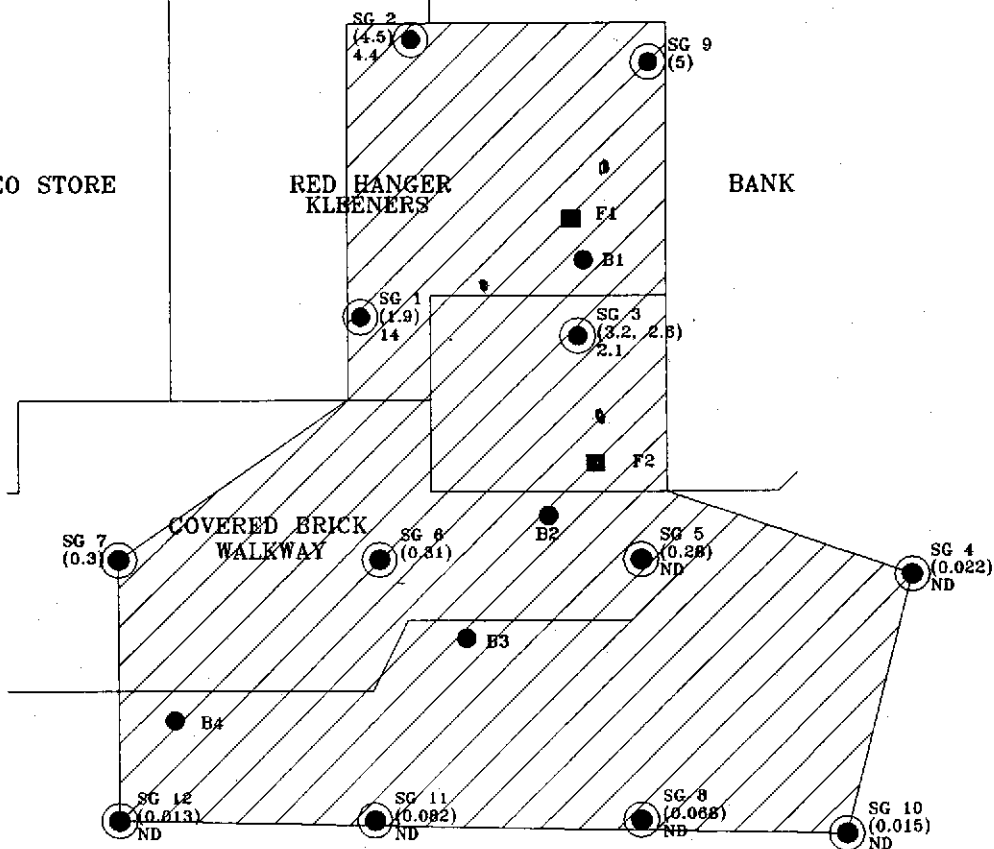 SG 2
(4.5)
4.4
SG 9
(5)
STORE
RED HANGER
KLEENERS
BANK
F1
B1
SG 1
(1.9)
14
SG 3
(3.2, 2.6)
2.1
F2
B2
COVERED BRICK
WALKWAY
SG 7
(0.3)
SG 6
(0.31)
SG 5
(0.28)
ND
SG 4
(0.022)
ND
B3
B4
SG 12
(0.013)
ND
SG 11
(0.082)
ND
SG 8
(0.068)
ND
SG 10
(0.015)
ND